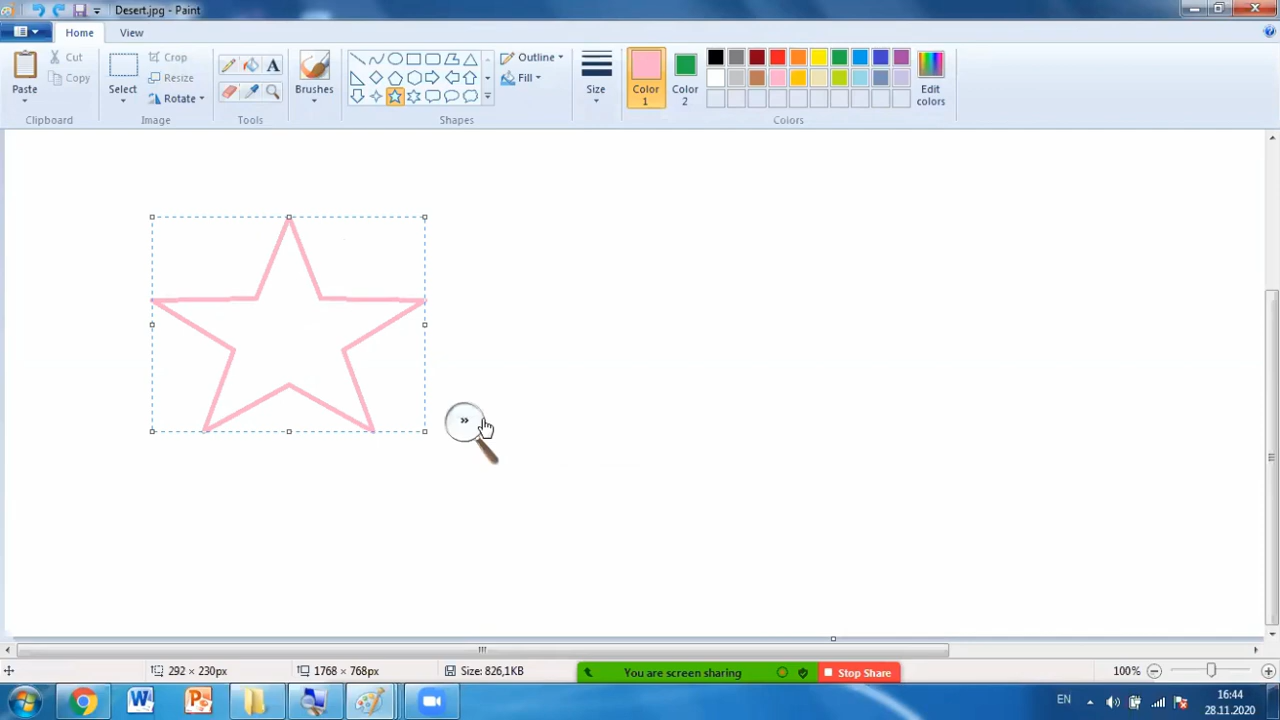 Desert.jpg - Paint
Home View
Paste
Cut
Copy
Clipboard
Select
Crop
Resize
Rotate
Image
A
Tools
Brushes
Outline
Fill
Shapes
Size
Color 1
Color 2
Edit colors
Colors
»
292 × 230px
1768 × 768px
Size: 826,1KB
You are screen sharing
Stop Share
100%
EN
16:44
28.11.2020